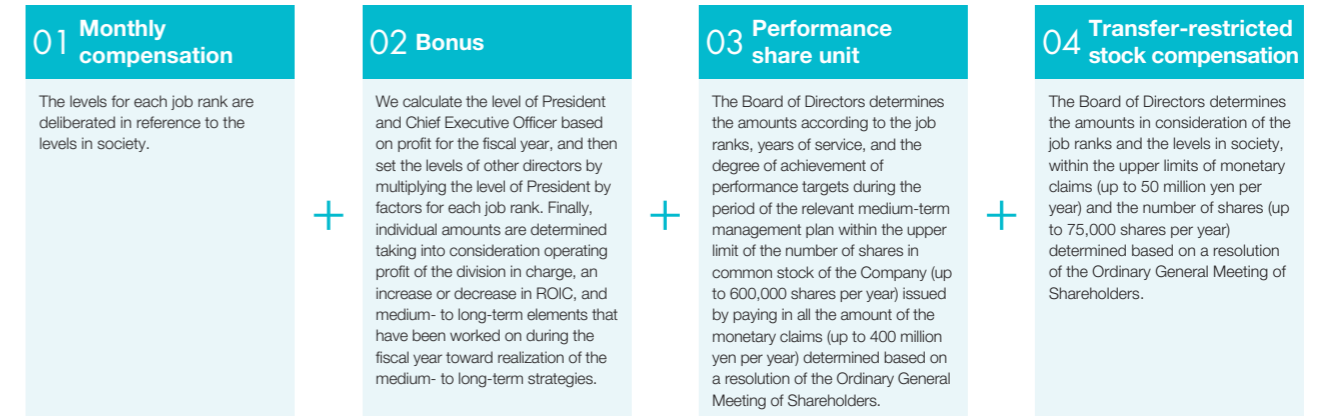 01 Monthly
compensation
The levels for each job rank are
deliberated in reference to the
levels in society.
+
02 Bonus
We calculate the level of President
and Chief Executive Officer based
on profit for the fiscal year, and then
set the levels of other directors by
multiplying the level of President by
factors for each job rank. Finally,
individual amounts are determined
taking into consideration operating
profit of the division in charge, an
increase or decrease in ROIC, and
medium- to long-term elements that
have been worked on during the
fiscal year toward realization of the
medium- to long-term strategies.
+
03 Performance
share unit
The Board of Directors determines
the amounts according to the job
ranks, years of service, and the
degree of achievement of
performance targets during the
period of the relevant medium-term
management plan within the upper
limit of the number of shares in
common stock of the Company (up
to 600,000 shares per year) issued
by paying in all the amount of the
monetary claims (up to 400 million
yen per year) determined based on
a resolution of the Ordinary General
Meeting of Shareholders.
+
04 Transfer-restricted
stock compensation
The Board of Directors determines
the amounts in consideration of the
job ranks and the levels in society,
within the upper limits of monetary
claims (up to 50 million yen per
year) and the number of shares (up
to 75,000 shares per year)
determined based on a resolution
of the Ordinary General Meeting of
Shareholders.